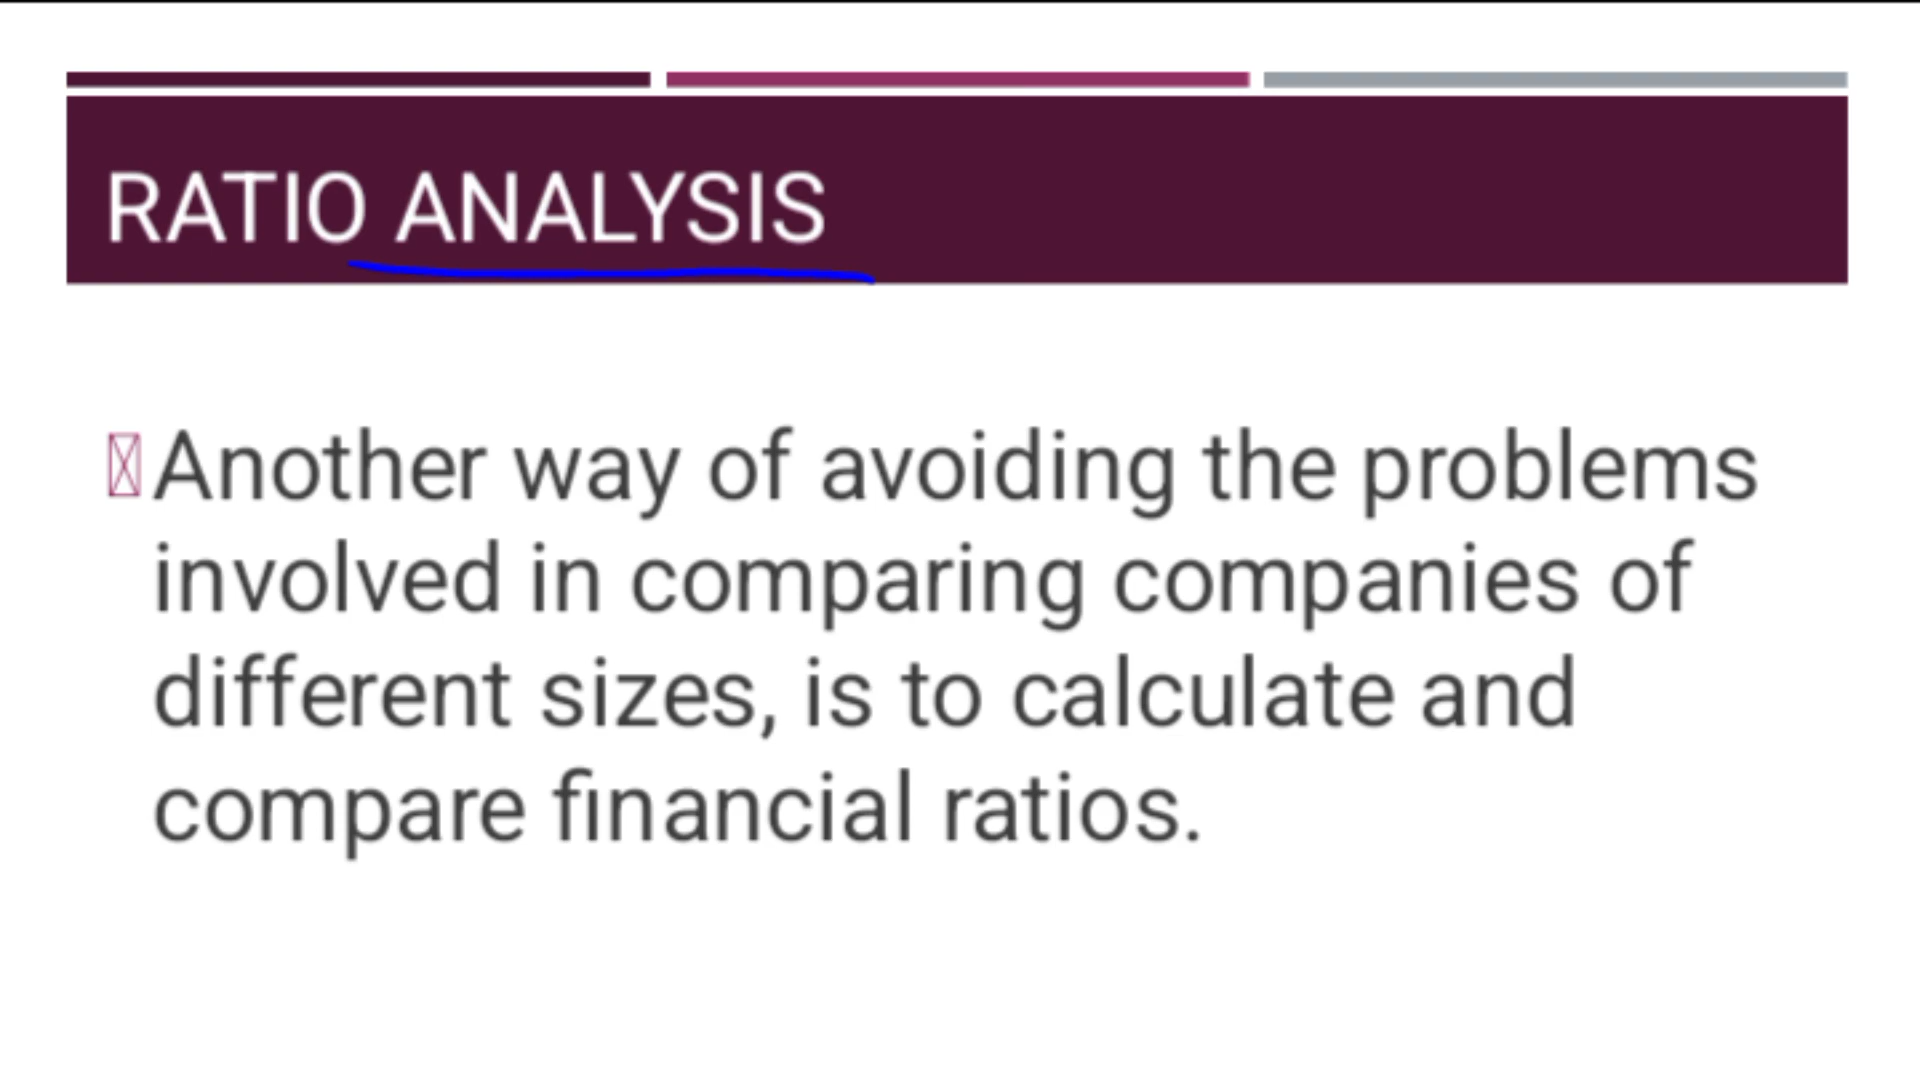 RATIO ANALYSIS
Another way of avoiding the problems
involved in comparing companies of
different sizes, is to calculate and
compare financial ratios.